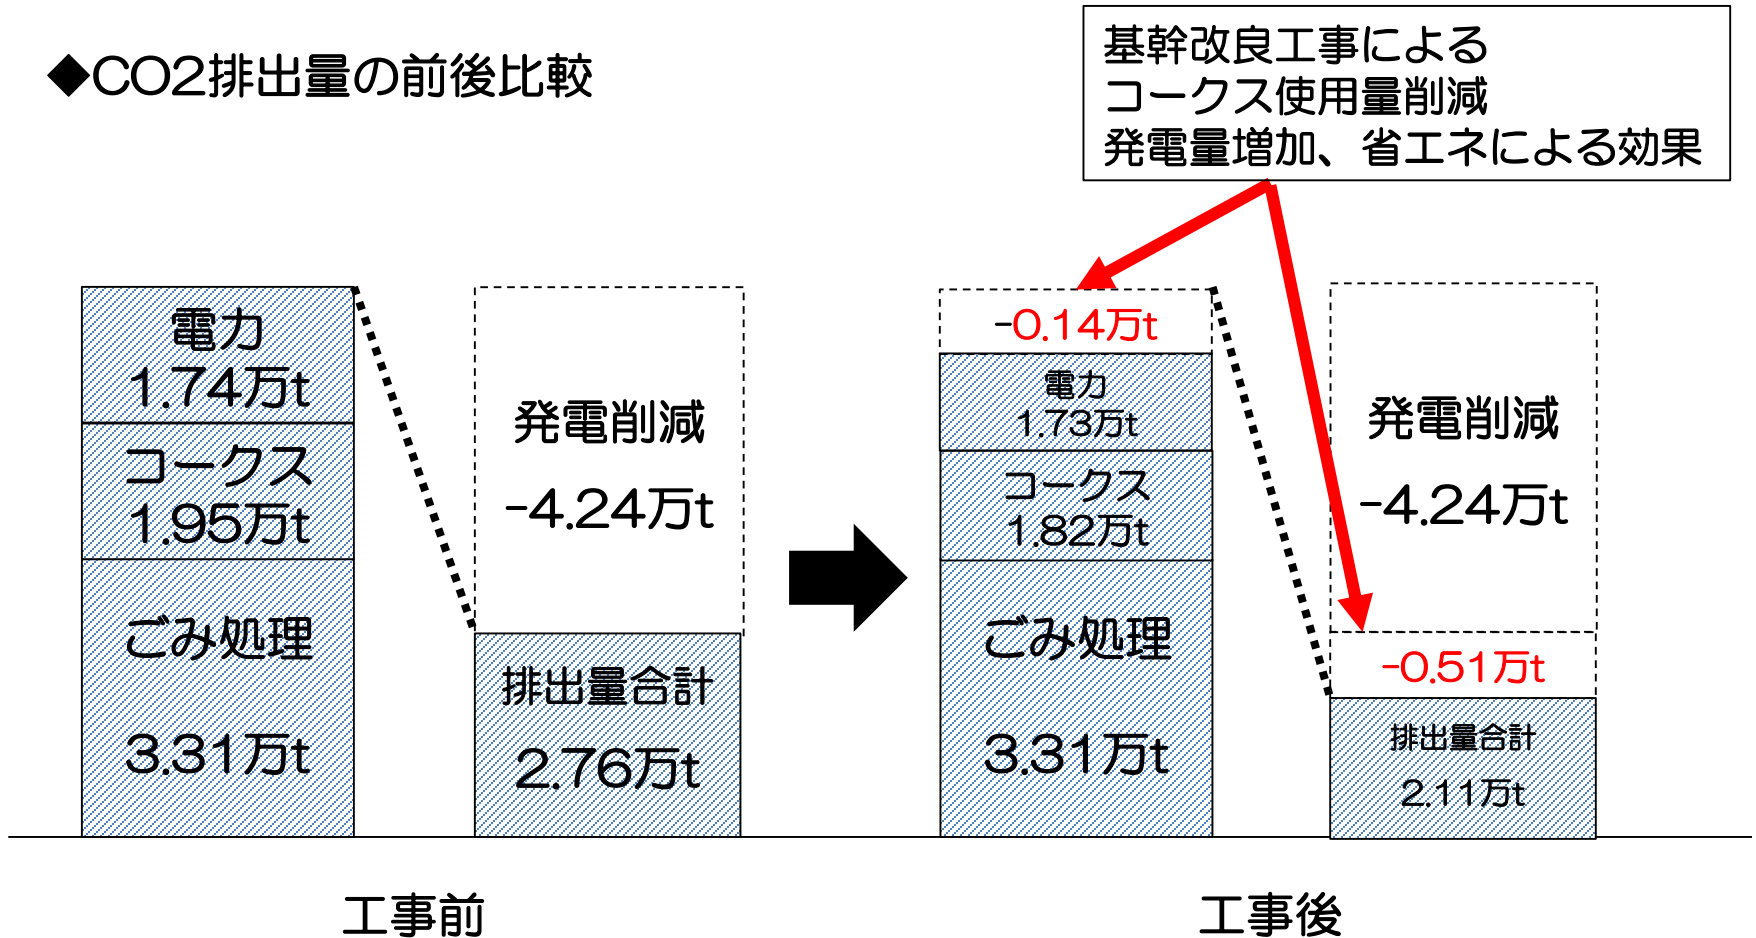 ◆CO2排出量の前後比較
基幹改良工事による
コークス使用量削減
発電量増加、省エネによる効果
電力
1.74万t
コークス
1.95万t
ごみ処理
3.31万t
発電削減
-4.24万t
排出量合計
2.76万t
-0.14万t
電力
1.73万t
コークス
1.82万t
ごみ処理
3.31万t
発電削減
-4.24万t
-0.51万t
排出量合計
2.11万t
工事前
工事後